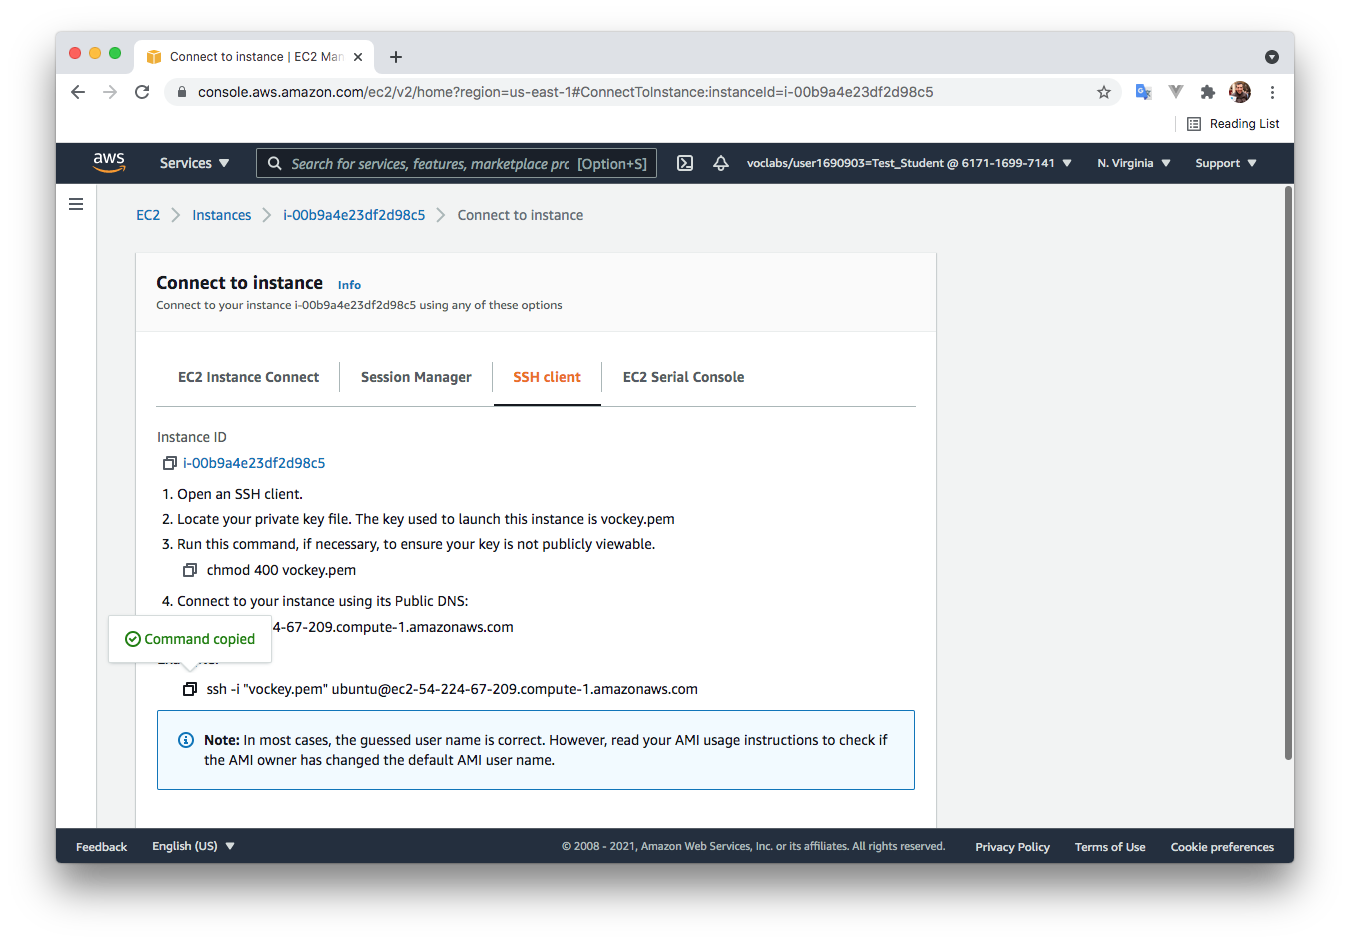 Connect to instance | EC2 Man
console.aws.amazon.com/ec2/v2/home?region=us-east-1#ConnectToInstance:instanceId=i-00b9a4e23df2d98c5
Reading List
aws
Services
Search for services, features, marketplace prc [Option+S]
voclabs/user1690903=Test_Student @ 6171-1699-7141
N. Virginia
Support
EC2 Instances i-00b9a4e23df2d98c5 Connect to instance
Connect to instance Info
Connect to your instance i-00b9a4e23df2d98c5 using any of these options
EC2 Instance Connect Session Manager SSH client EC2 Serial Console
Instance ID
i-00b9a4e23df2d98c5
1. Open an SSH client.
2. Locate your private key file. The key used to launch this instance is vockey.pem
3. Run this command, if necessary, to ensure your key is not publicly viewable.
chmod 400 vockey.pem
4. Connect to your instance using its Public DNS:
4-67-209.compute-1.amazonaws.com
Command copied
ssh -i "vockey.pem" ubuntu@ec2-54-224-67-209.compute-1.amazonaws.com
Note: In most cases, the guessed user name is correct. However, read your AMI usage instructions to check if
the AMI owner has changed the default AMI user name.
Feedback English (US) © 2008 - 2021, Amazon Web Services, Inc. or its affiliates. All rights reserved. Privacy Policy Terms of Use Cookie preferences